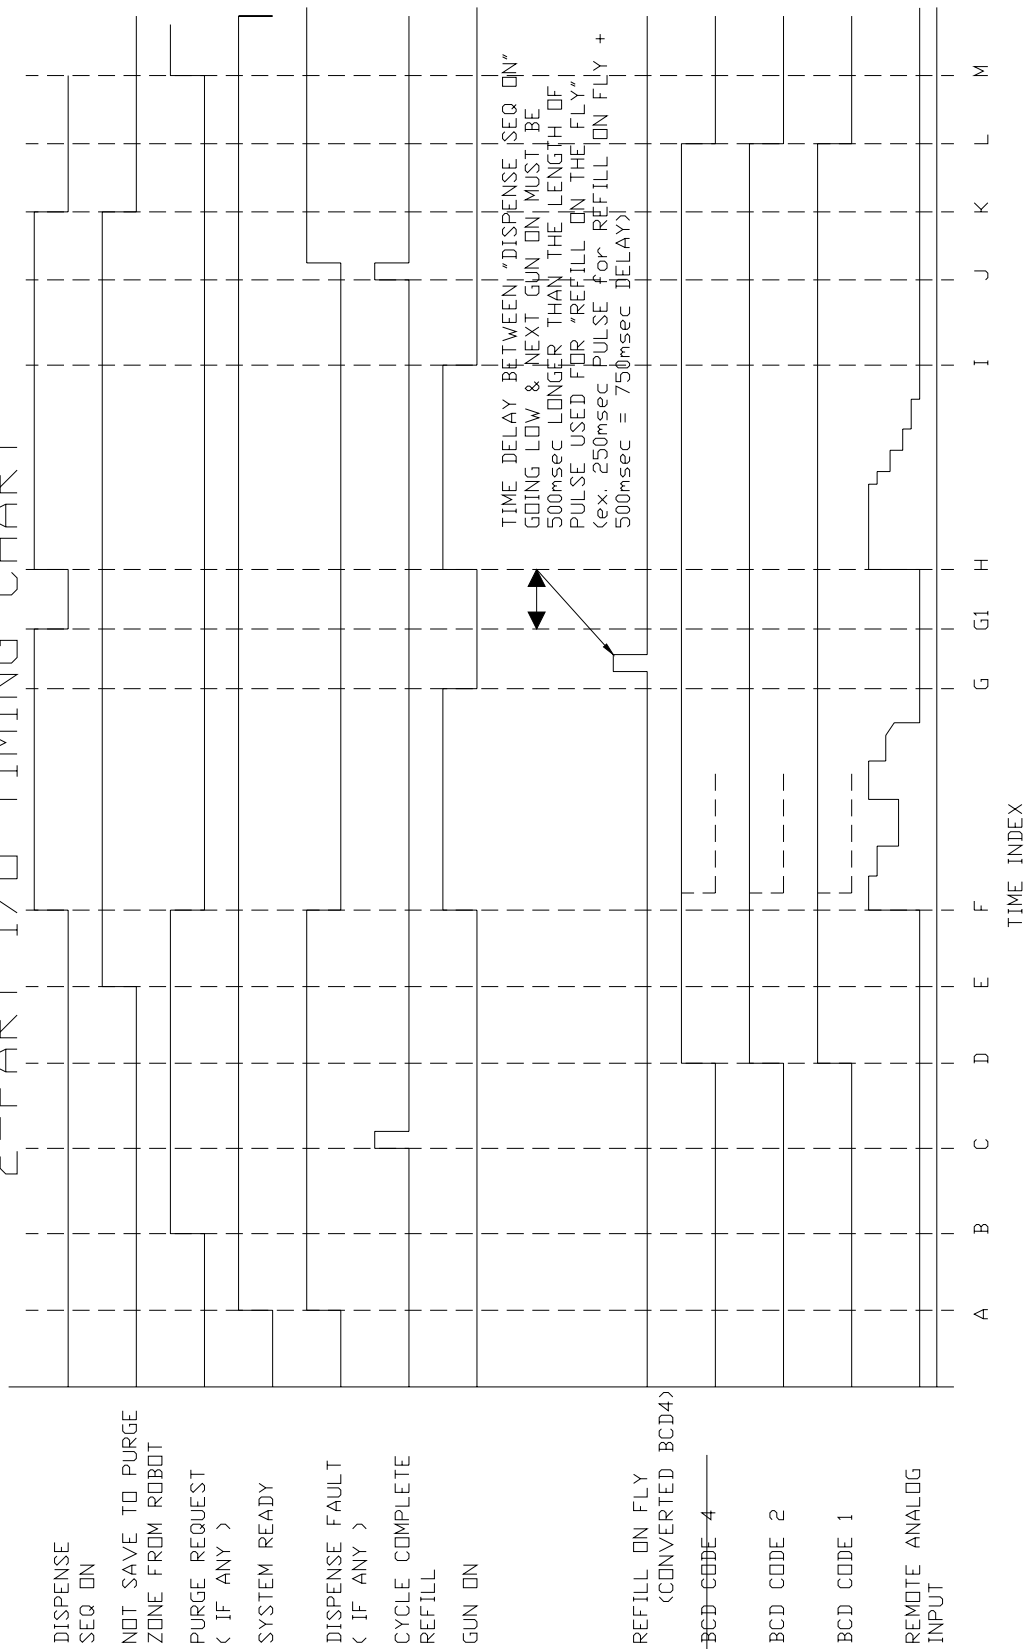 2-PART I/O TIMING CHART
DISPENSE
SEQ ON
NOT SAVE TO PURGE
ZONE FROM ROBOT
PURGE REQUEST
( IF ANY )
SYSTEM READY
DISPENSE FAULT
( IF ANY )
CYCLE COMPLETE
REFILL
GUN ON
TIME DELAY BETWEEN "DISPENSE SEQ ON"
GOING LOW & NEXT GUN ON MUST BE
500msec LONGER THAN THE LENGTH OF
PULSE USED FOR "REFILL ON THE FLY"
(ex. 250msec PULSE for REFILL ON FLY +
500msec = 750msec DELAY)
REFILL ON FLY
(CONVERTED BCD4)
BCD CODE 4
BCD CODE 2
BCD CODE 1
REMOTE ANALOG
INPUT
A B C D E F G G1 H I J K L M
TIME INDEX